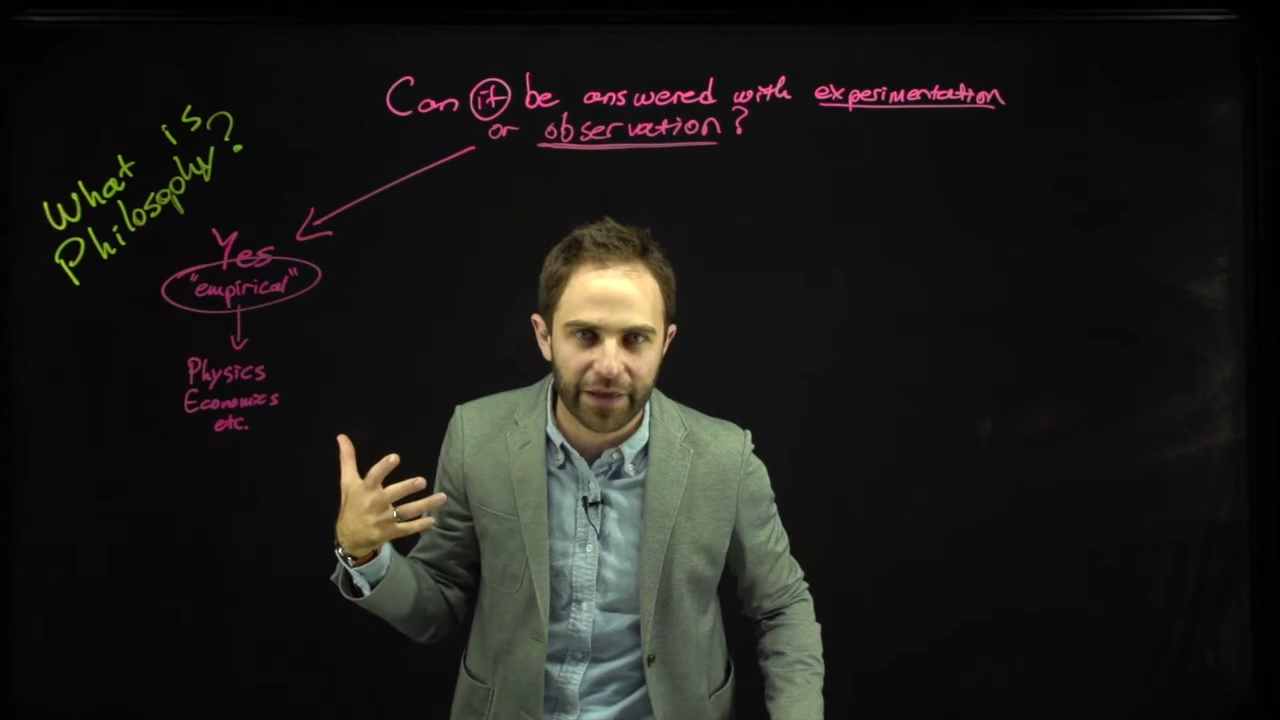 Can it be answered with experimentation
or observation?
What is
Philosophy?
Yes
"empirical"
Physics
Economics
etc.